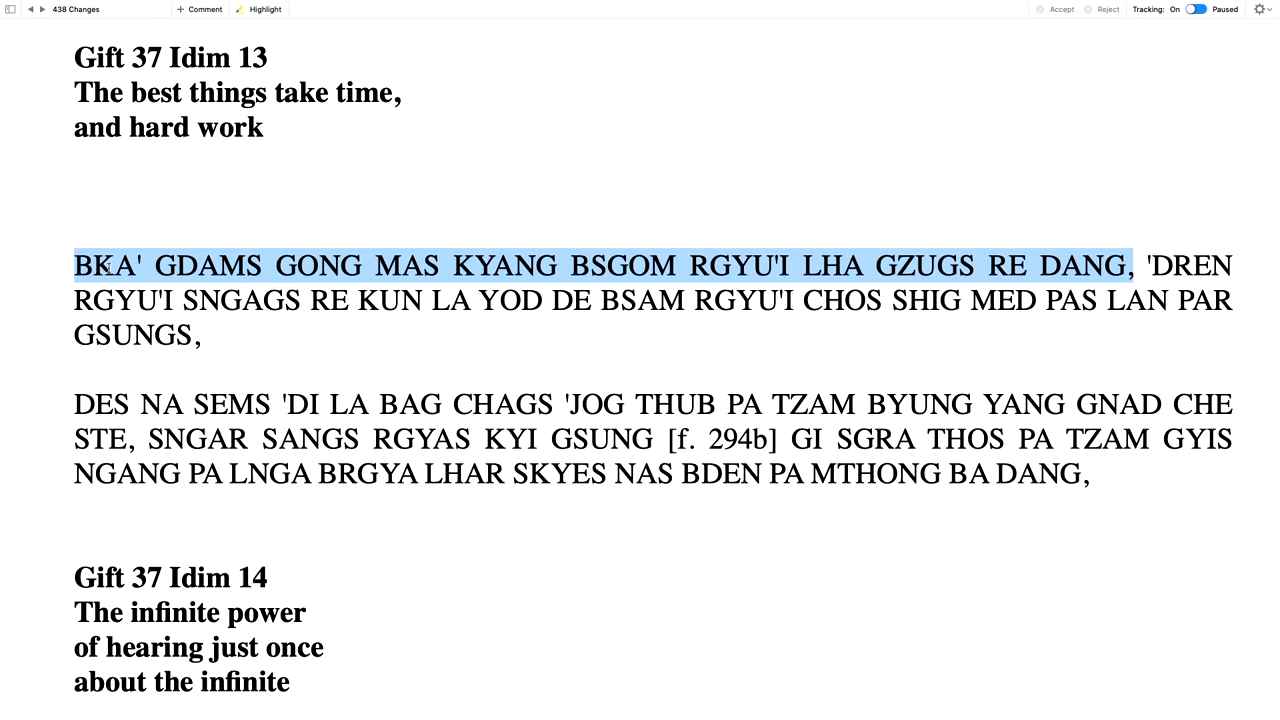 438 Changes + Comment Highlight Accept Reject Tracking: On Paused
Gift 37 Idim 13
The best things take time,
and hard work
BKA' GDAMS GONG MAS KYANG BSGOM RGYU'I LHA GZUGS RE DANG, 'DREN
RGYU'I SNGAGS RE KUN LA YOD DE BSAM RGYU'I CHOS SHIG MED PAS LAN PAR
GSUNGS,
DES NA SEMS 'DI LA BAG CHAGS 'JOG THUB PA TZAM BYUNG YANG GNAD CHE
STE, SNGAR SANGS RGYAS KYI GSUNG [f. 294b] GI SGRA THOS PA TZAM GYIS
NGANG PA LNGA BRGYA LHAR SKYES NAS BDEN PA MTHONG BA DANG,
Gift 37 Idim 14
The infinite power
of hearing just once
about the infinite